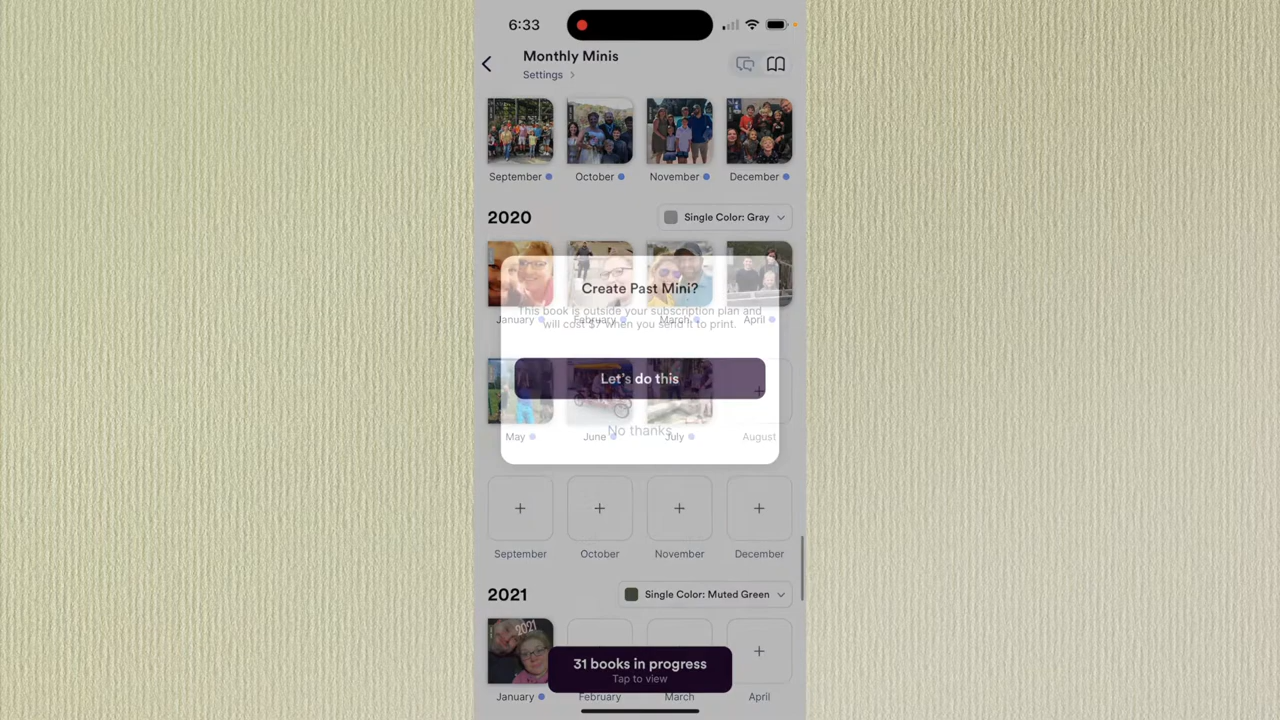 6:33
Monthly Minis
Settings
September October November December
2020
Single Color: Gray
Create Past Mini?
This book is outside your subscription plan and
will cost $7 when you send it to print.
January February March April
Let's do this
No thanks
May June July August
September October November December
2021
Single Color: Muted Green
2021
31 books in progress
Tap to view
January February March April